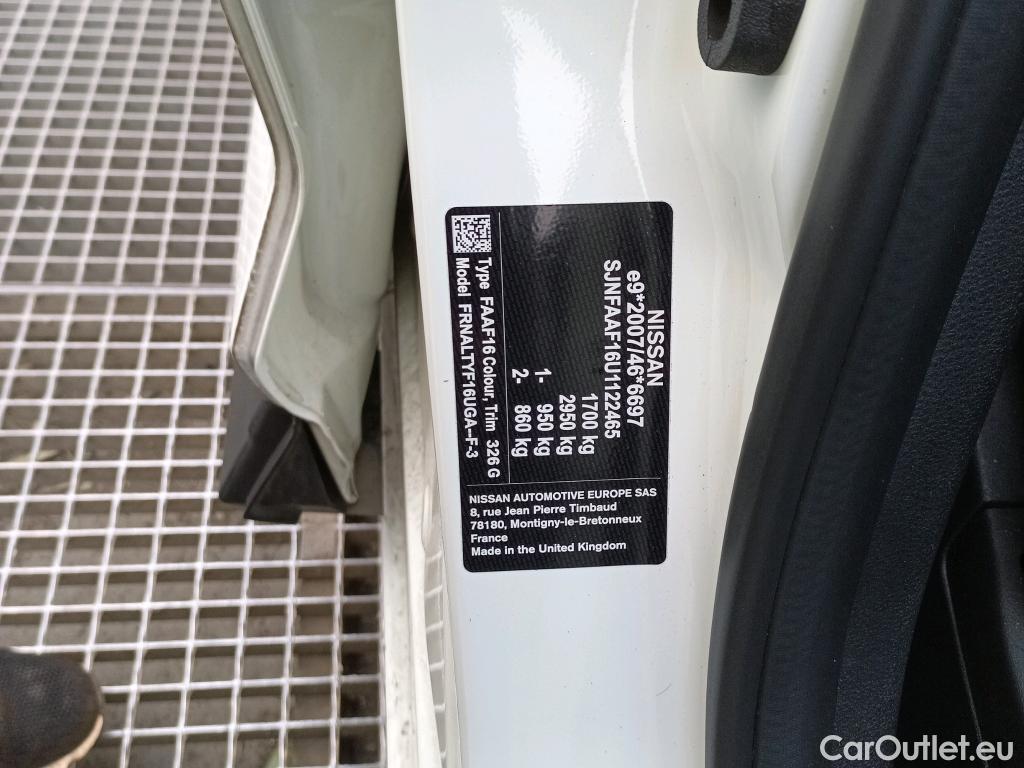 NISSAN
e9*2007/46*6697
SJNFAAF16U1122465
1700 kg
2950 kg
1- 950 kg
2- 860 kg
Type FAAF16 Colour, Trim 326 G
Model FRNALTYF16UGA-F-3
NISSAN AUTOMOTIVE EUROPE SAS
8, rue Jean Pierre Timbaud
78180, Montigny-le-Bretonneux
France
Made in the United Kingdom
CarOutlet.eu